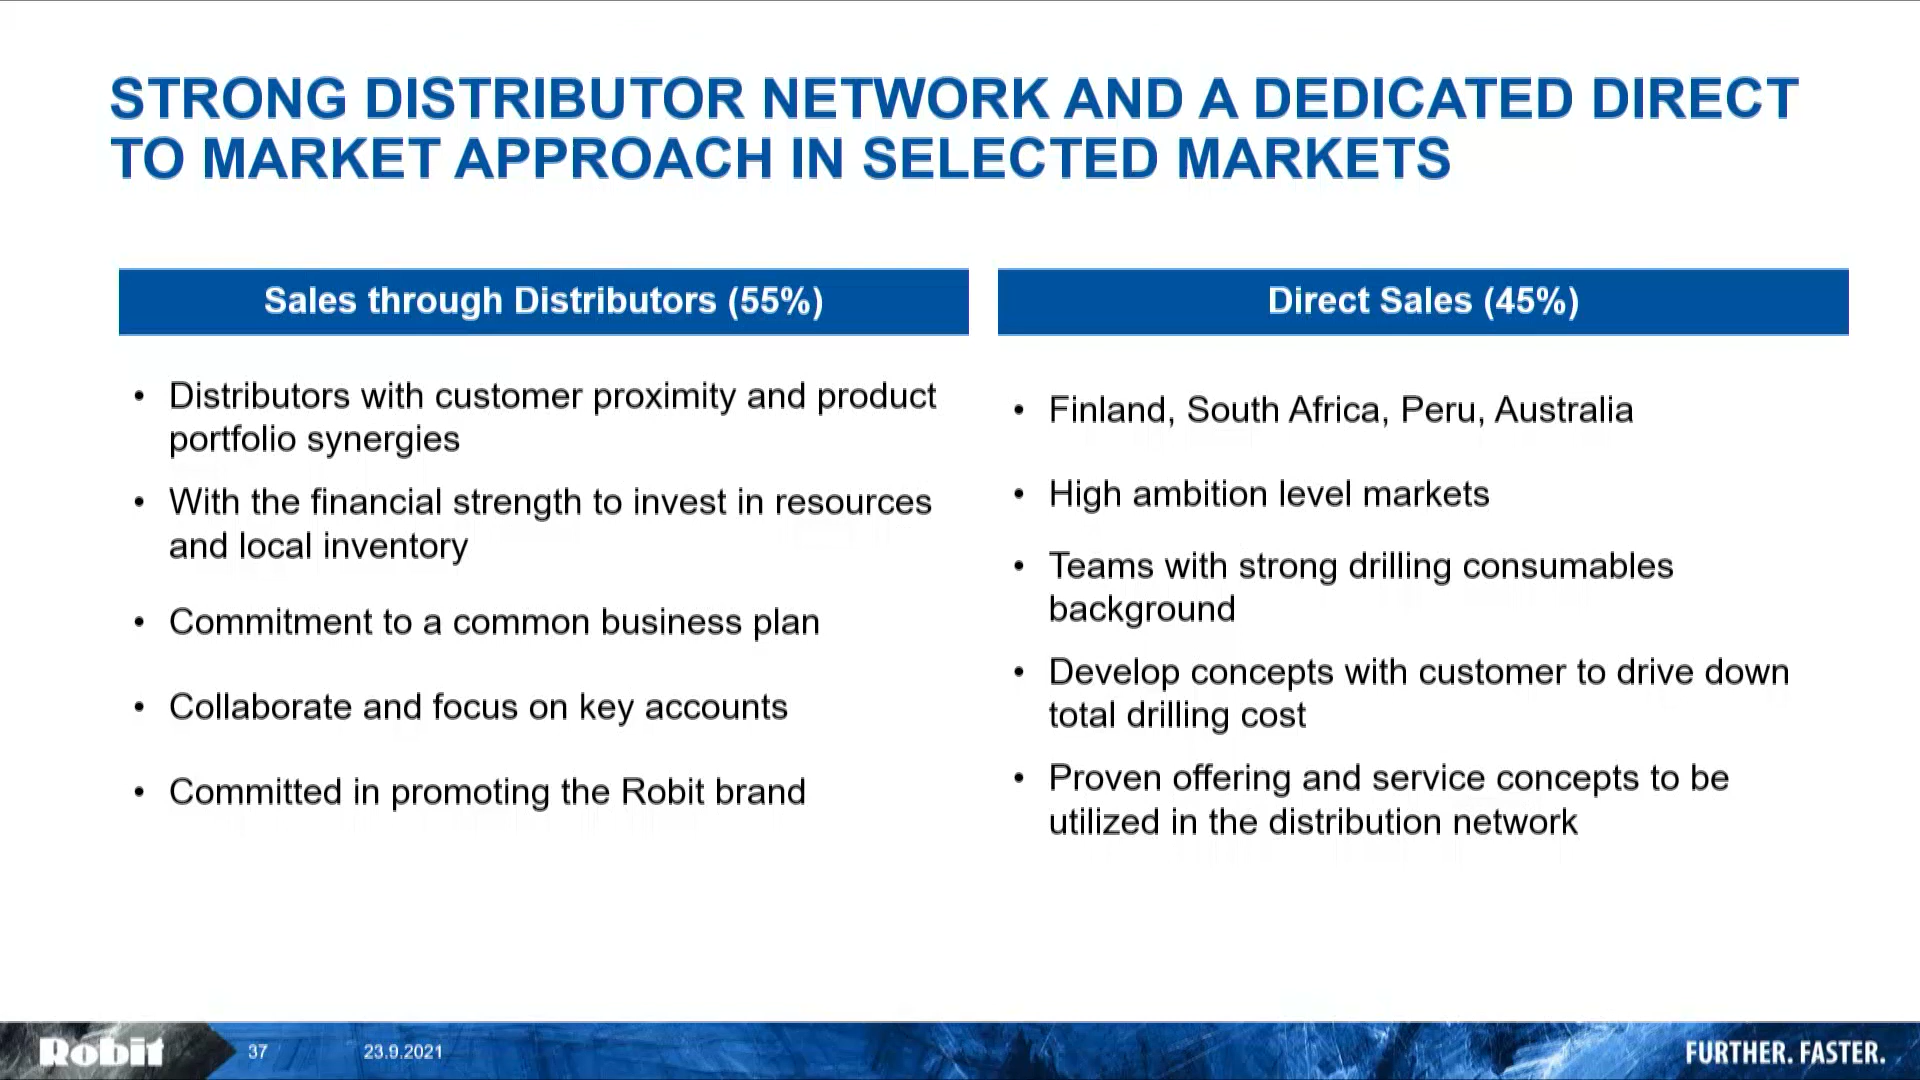 STRONG DISTRIBUTOR NETWORK AND A DEDICATED DIRECT
TO MARKET APPROACH IN SELECTED MARKETS
Sales through Distributors (55%)
• Distributors with customer proximity and product
portfolio synergies
• With the financial strength to invest in resources
and local inventory
• Commitment to a common business plan
• Collaborate and focus on key accounts
• Committed in promoting the Robit brand
Direct Sales (45%)
• Finland, South Africa, Peru, Australia
• High ambition level markets
• Teams with strong drilling consumables
background
• Develop concepts with customer to drive down
total drilling cost
• Proven offering and service concepts to be
utilized in the distribution network
Robit
37
23.9.2021
FURTHER. FASTER.